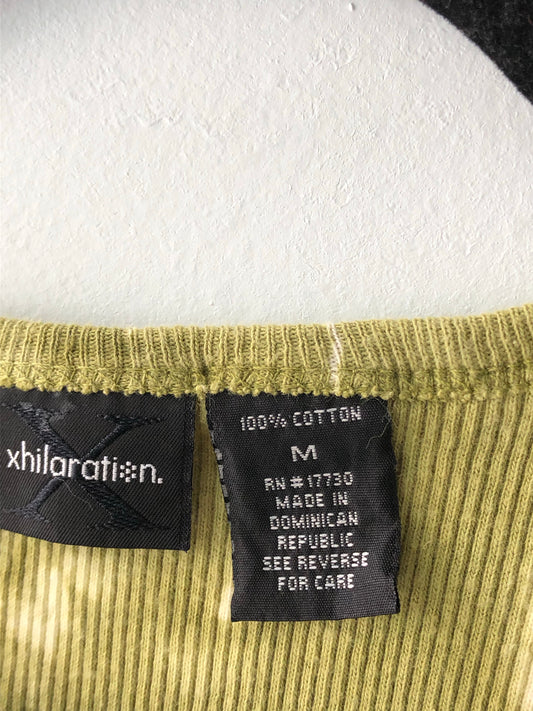 xhilaration.
X
100% COTTON
M
RN #17730
MADE IN
DOMINICAN
REPUBLIC
SEE REVERSE
FOR CARE